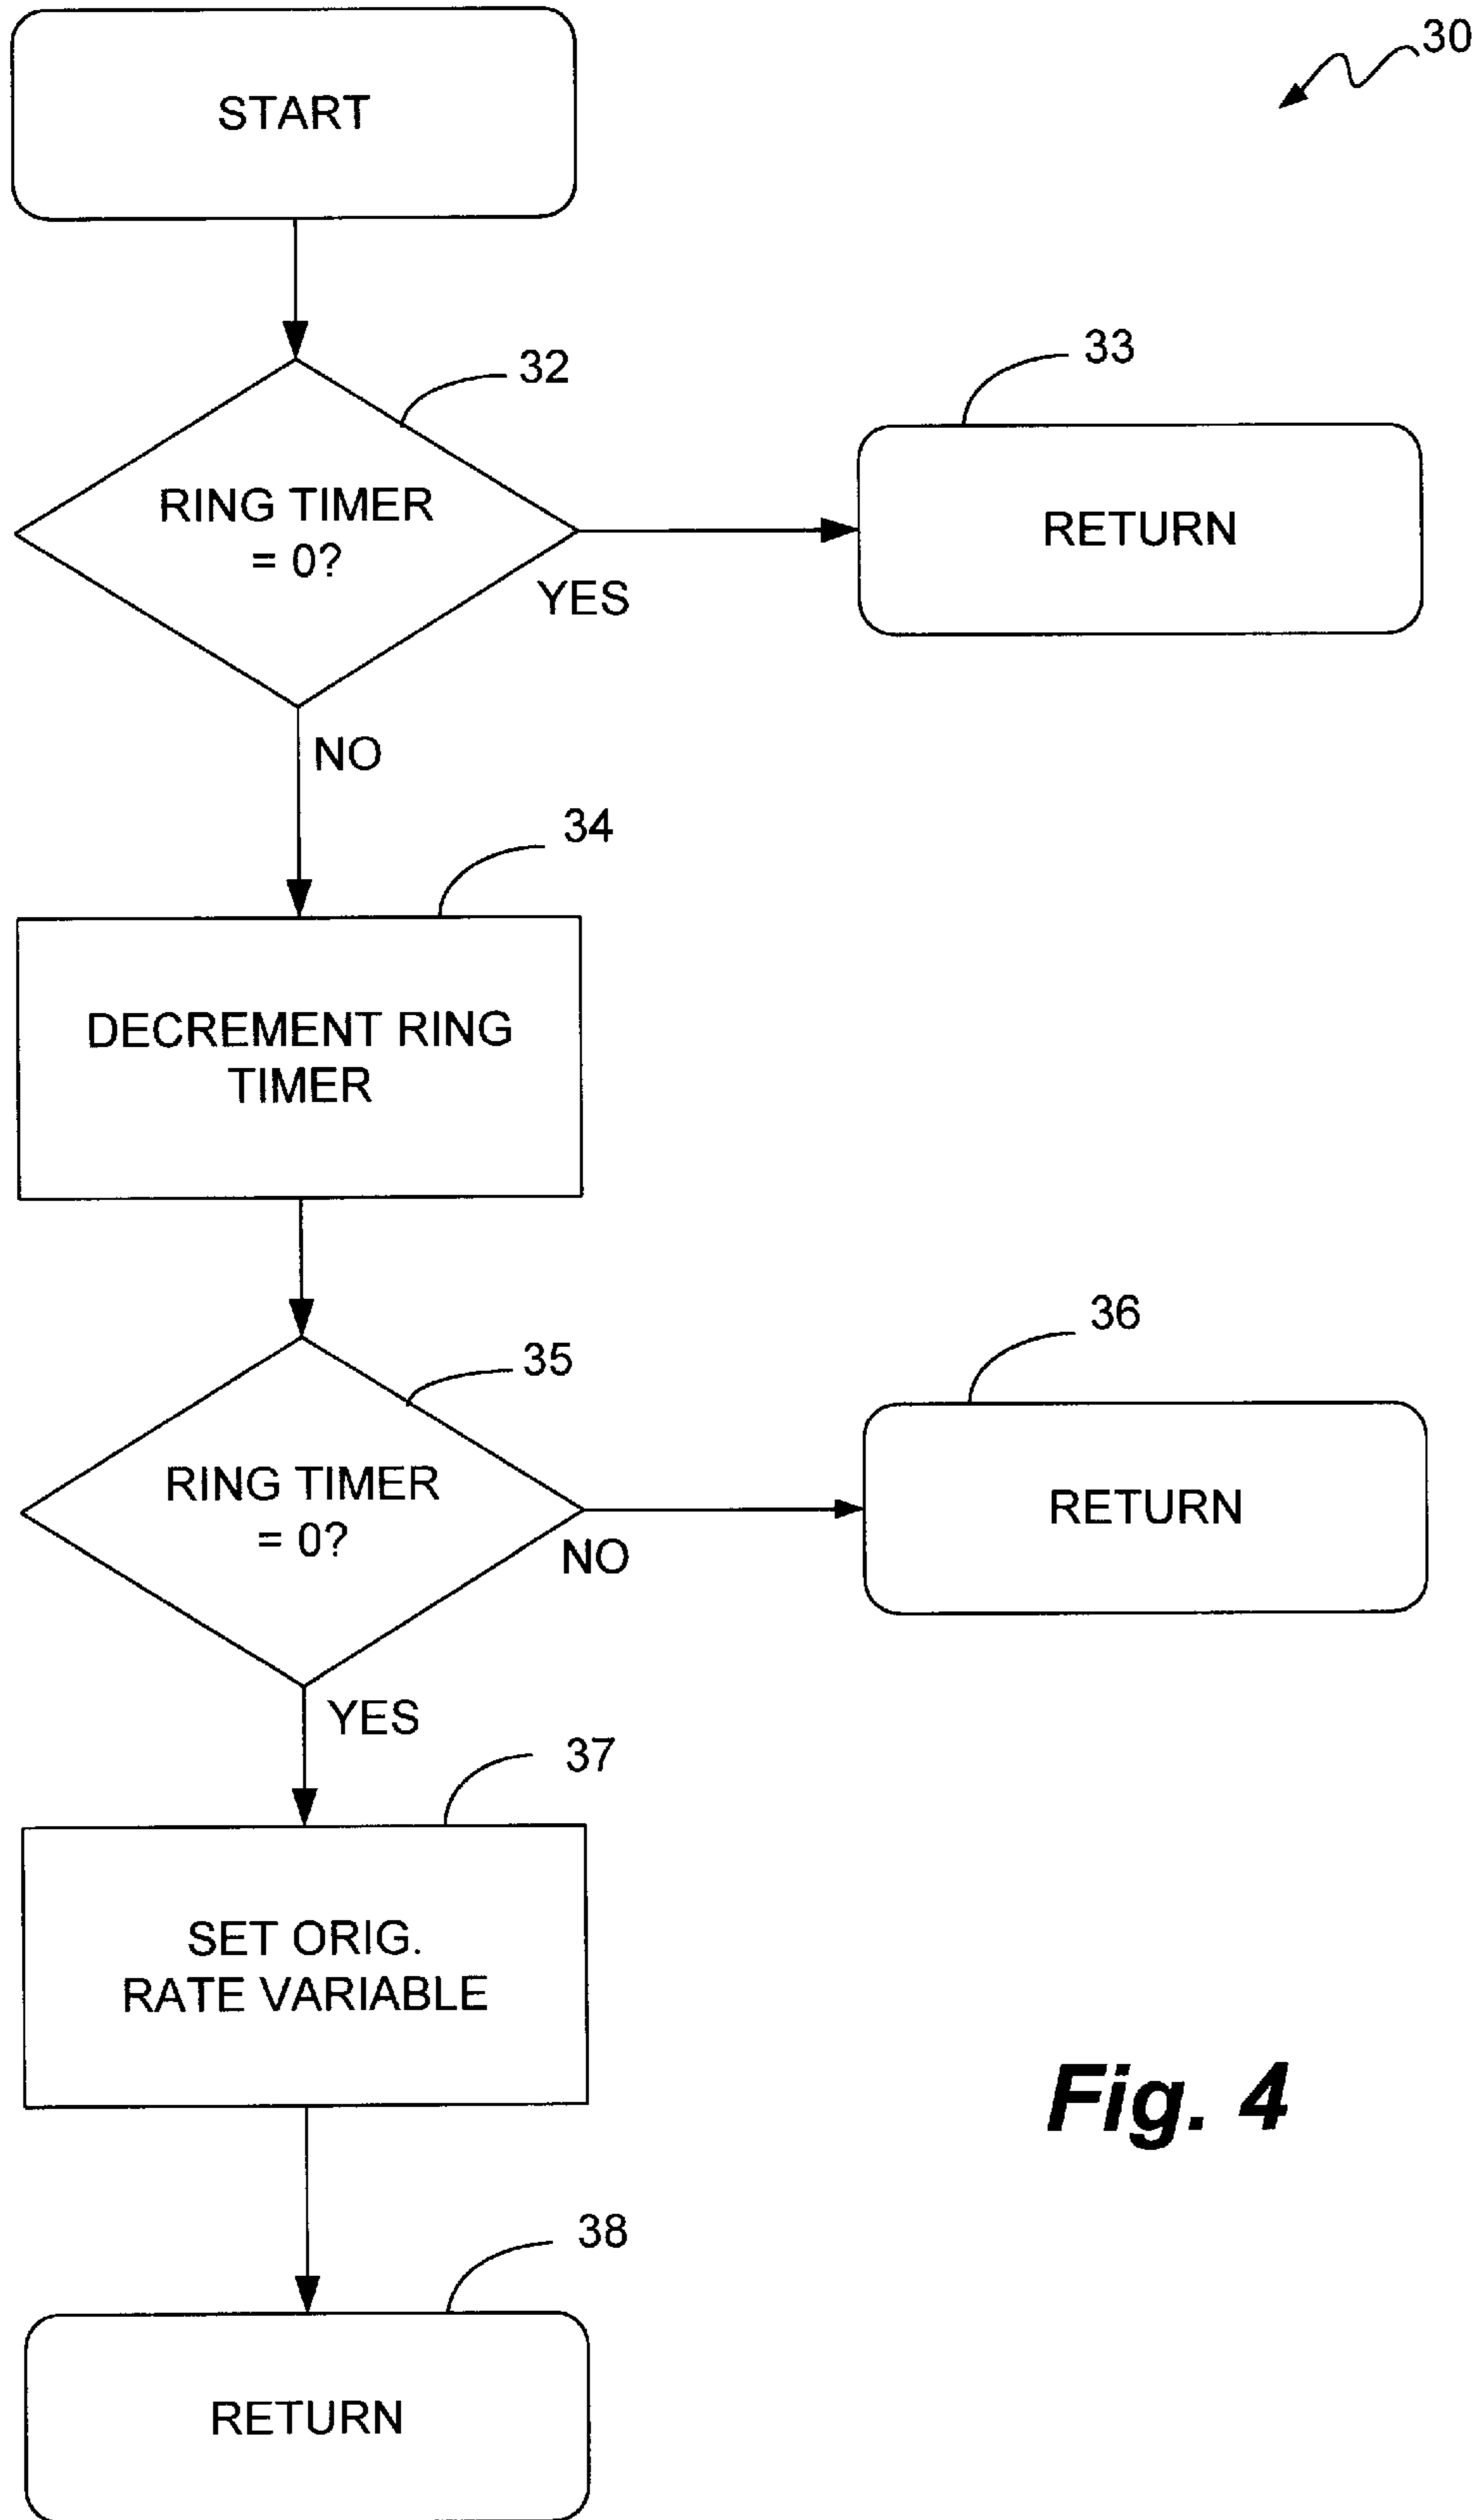 30
START
32
33
RING TIMER
= 0?
RETURN
YES
NO
34
DECREMENT RING
TIMER
35
36
RING TIMER
= 0?
RETURN
NO
YES
37
SET ORIG.
RATE VARIABLE
Fig. 4
38
RETURN